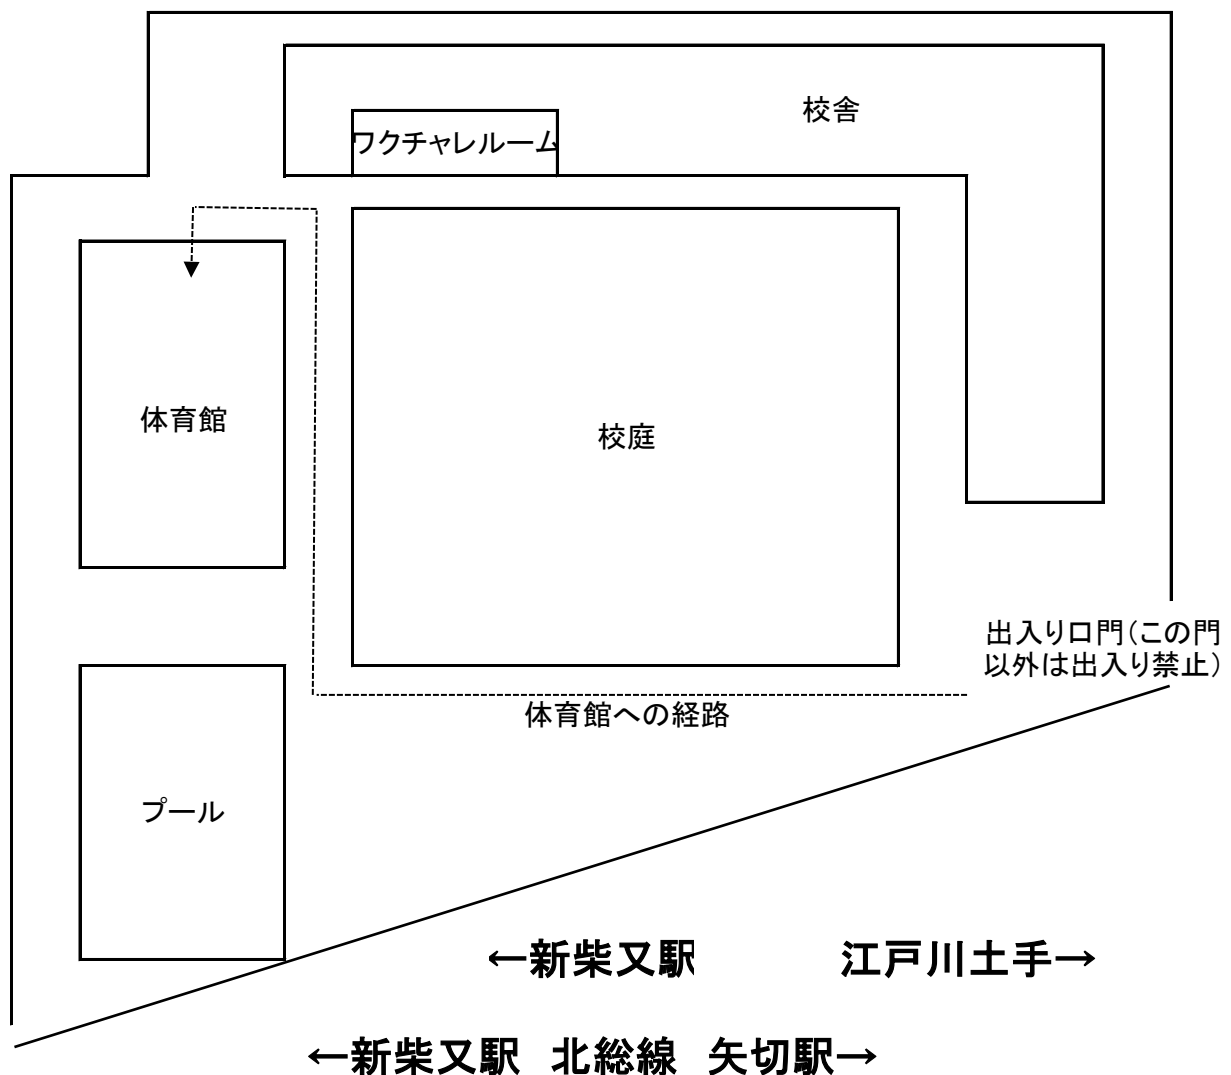 校舎
ワクチャレルーム
体育館
校庭
出入り口門(この門
以外は出入り禁止)
体育館への経路
プール
←新柴又駅 江戸川土手→
←新柴又駅 北総線 矢切駅→